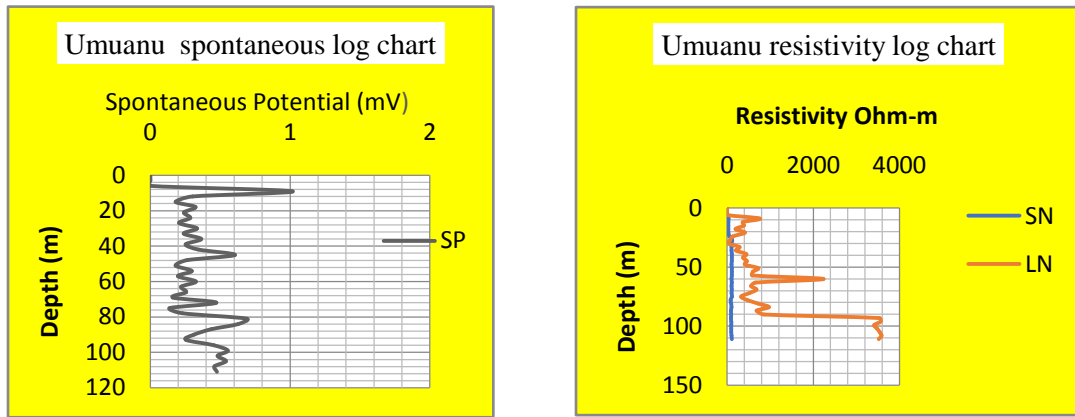 Umuanu spontaneous log chart
Spontaneous Potential (mV)
0 1 2
0
20
40
60
80
100
120
Depth (m)
SP
Umuanu resistivity log chart
Resistivity Ohm-m
0 2000 4000
0
50
100
150
Depth (m)
SN
LN